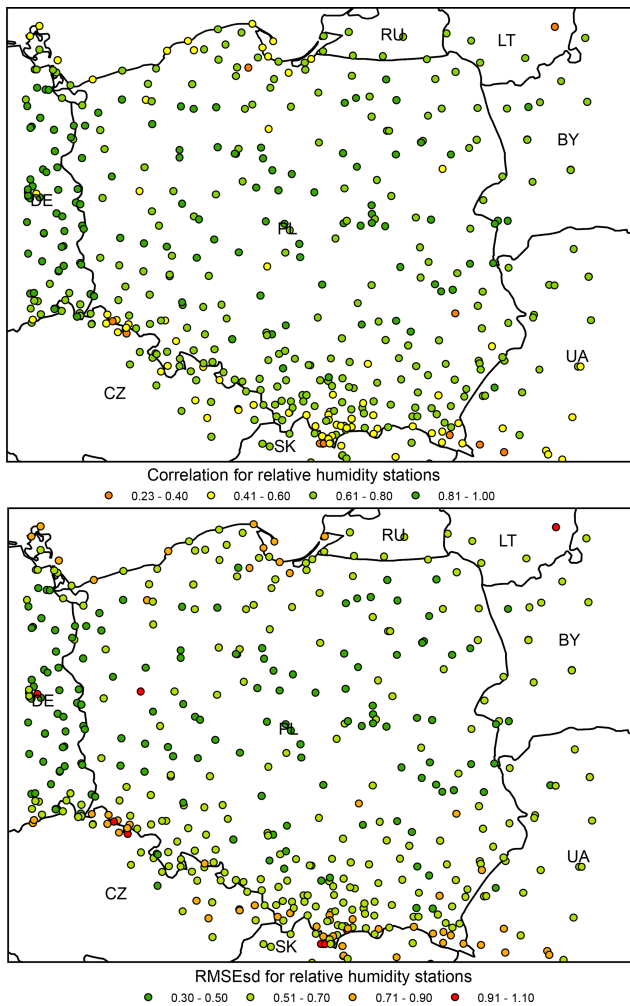 RU
LT
BY
DE
PL
UA
CZ
SK
Correlation for relative humidity stations
0.23 - 0.40 0.41 - 0.60 0.61 - 0.80 0.81 - 1.00
RU
LT
BY
DE
PL
UA
CZ
SK
RMSEsd for relative humidity stations
0.30 - 0.50 0.51 - 0.70 0.71 - 0.90 0.91 - 1.10